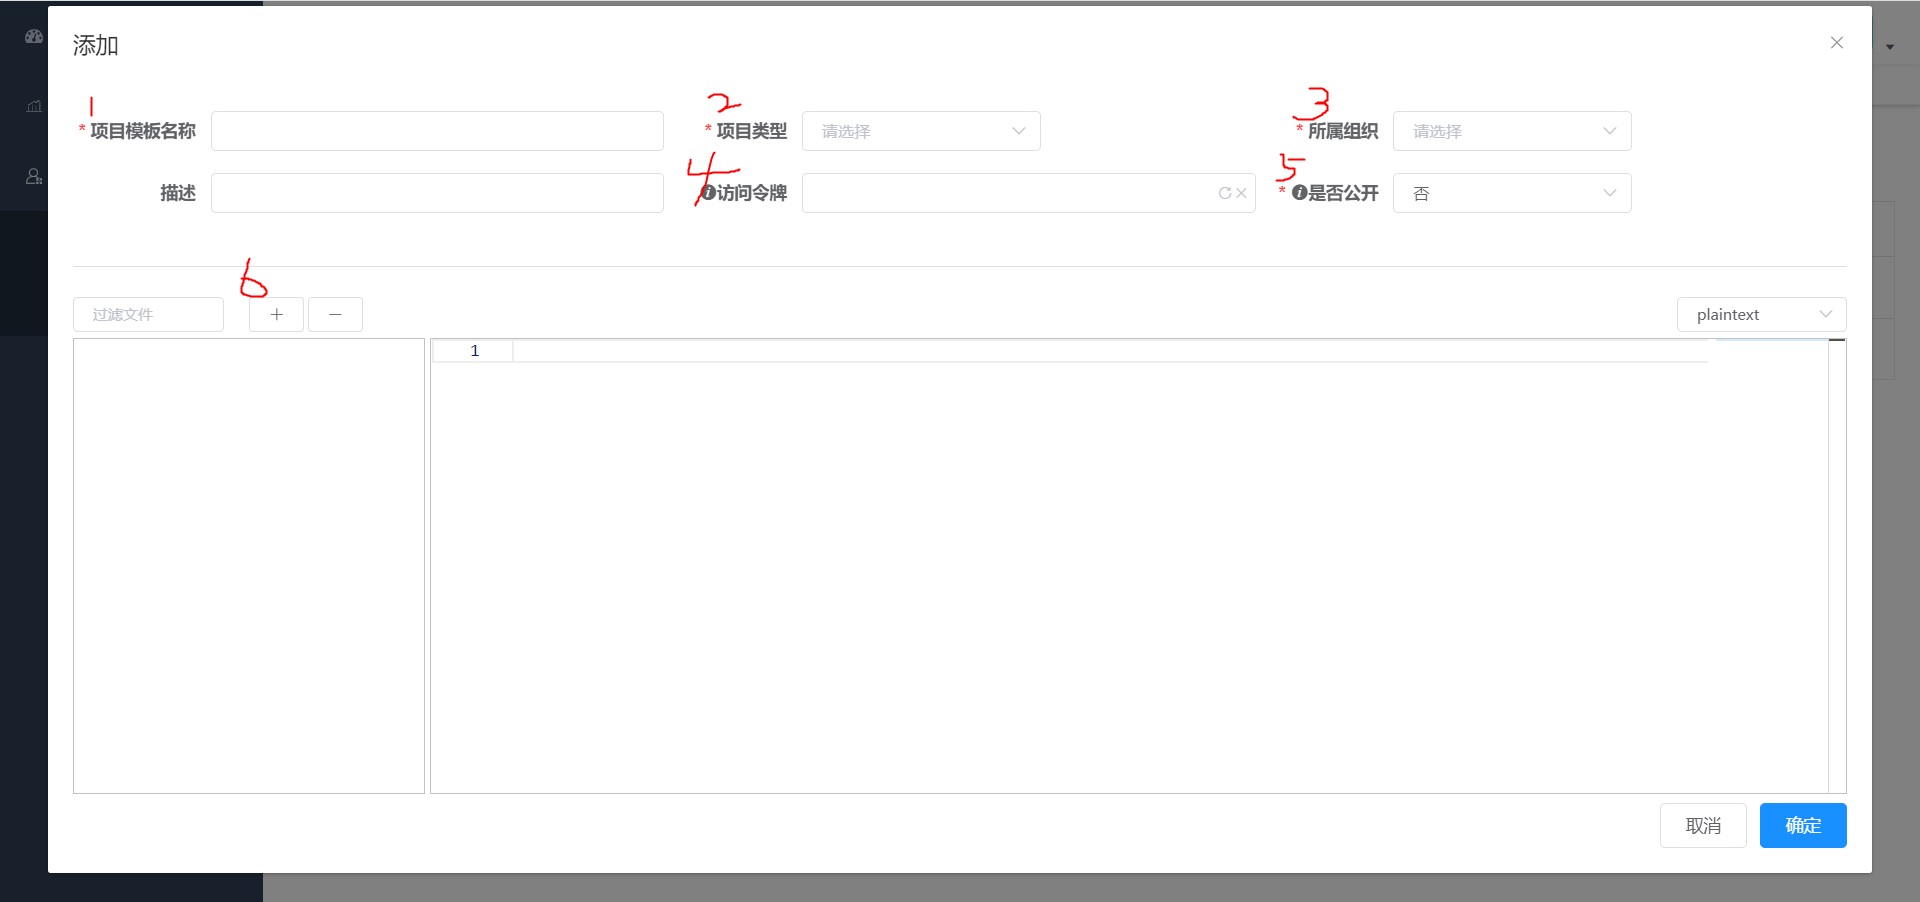 添加
1 2 3
* 项目模板名称 * 项目类型 请选择 * 所属组织 请选择
4 5
描述 访问令牌 * 是否公开 否
6
过滤文件 + − plaintext
1
取消 确定